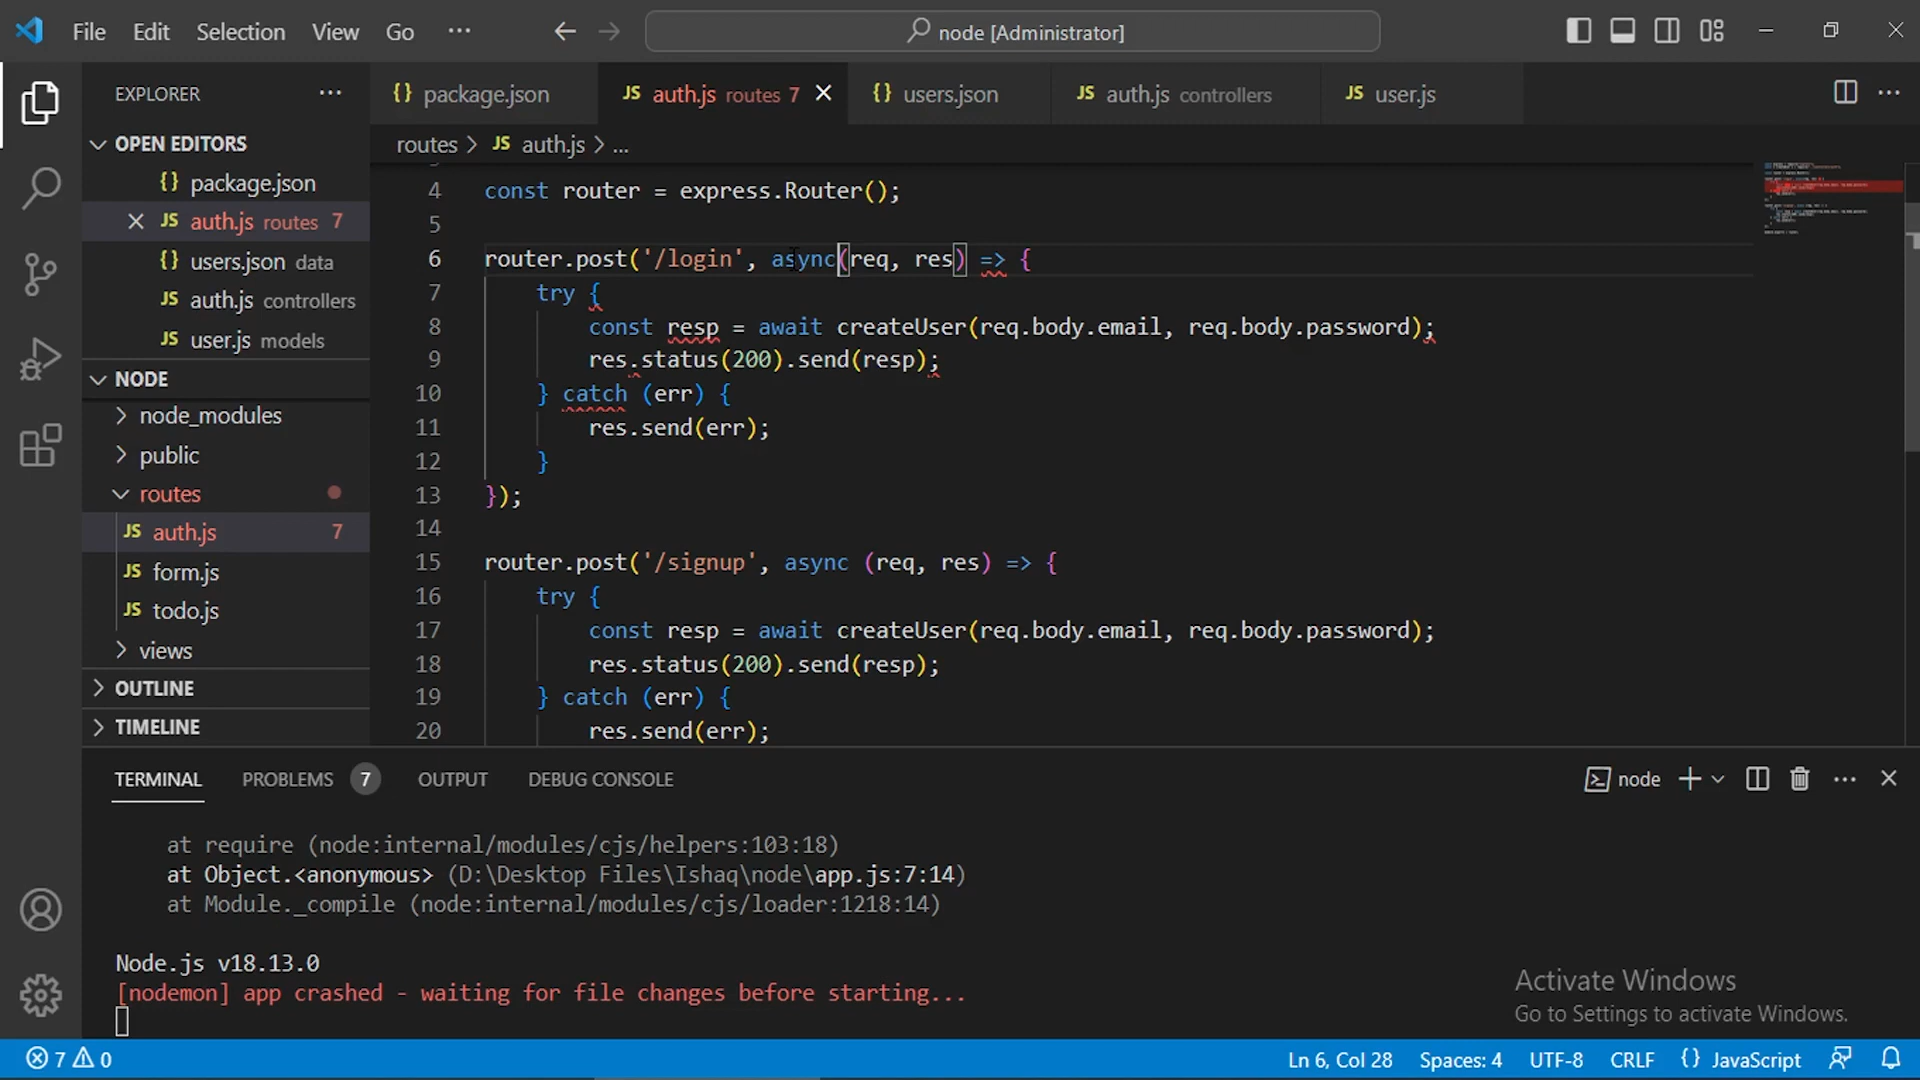 File Edit Selection View Go ...
node [Administrator]
EXPLORER
{} package.json
JS auth.js routes 7
{} users.json
JS auth.js controllers
JS user.js
OPEN EDITORS
{} package.json
JS auth.js routes 7
{} users.json data
JS auth.js controllers
JS user.js models
NODE
node_modules
public
routes
JS auth.js 7
JS form.js
JS todo.js
views
OUTLINE
TIMELINE
routes > JS auth.js > ...
4 const router = express.Router();
5
6 router.post('/login', async(req, res) => {
7 try {
8 const resp = await createUser(req.body.email, req.body.password);
9 res.status(200).send(resp);
10 } catch (err) {
11 res.send(err);
12 }
13 });
14
15 router.post('/signup', async (req, res) => {
16 try {
17 const resp = await createUser(req.body.email, req.body.password);
18 res.status(200).send(resp);
19 } catch (err) {
20 res.send(err);
TERMINAL PROBLEMS 7 OUTPUT DEBUG CONSOLE
node
at require (node:internal/modules/cjs/helpers:103:18)
at Object.<anonymous> (D:\Desktop Files\Ishaq\node\app.js:7:14)
at Module._compile (node:internal/modules/cjs/loader:1218:14)
Node.js v18.13.0
[nodemon] app crashed - waiting for file changes before starting...
Activate Windows
Go to Settings to activate Windows.
7 0
Ln 6, Col 28 Spaces: 4 UTF-8 CRLF {} JavaScript